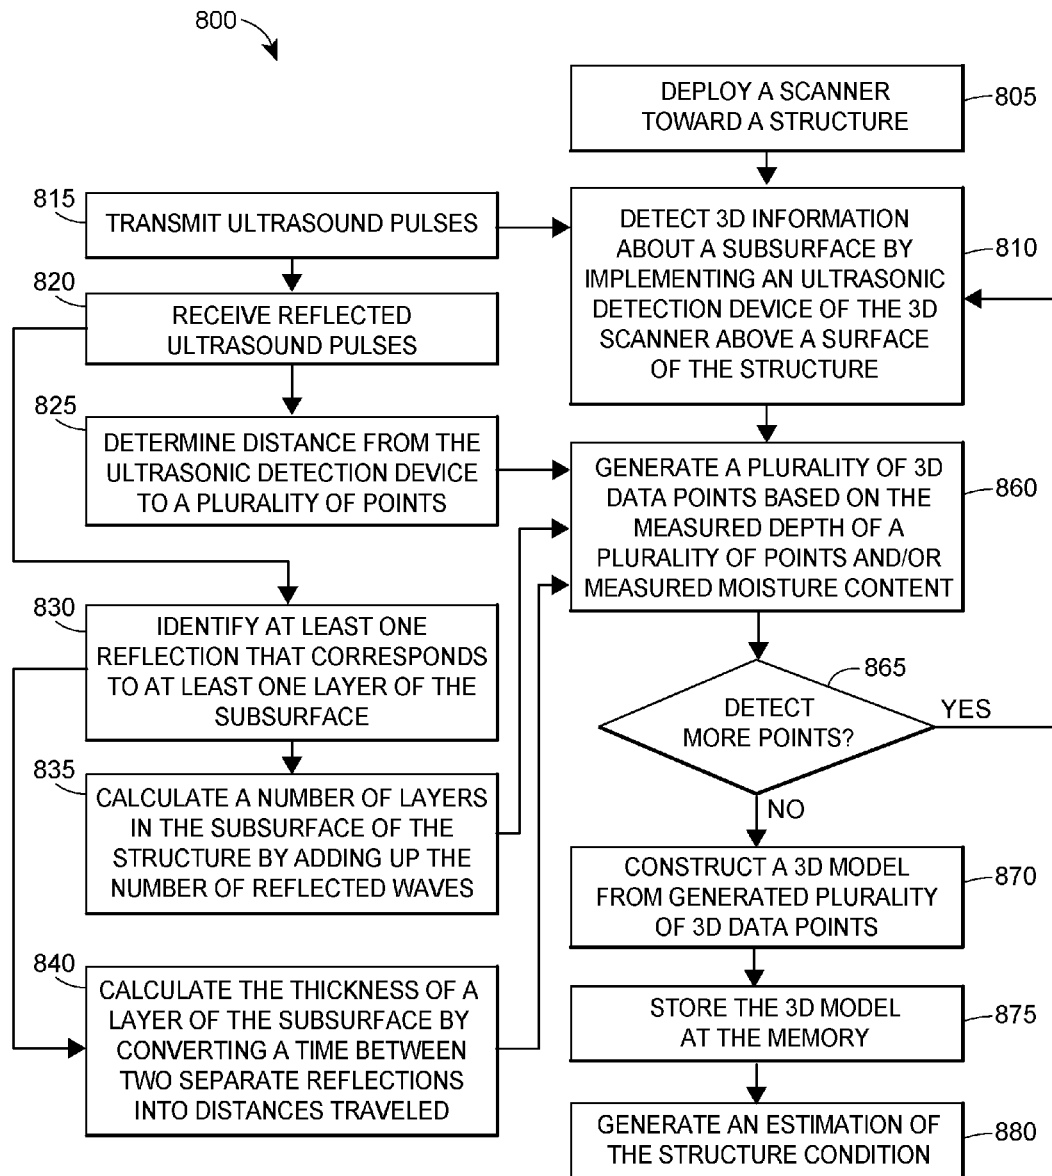 800
DEPLOY A SCANNER
TOWARD A STRUCTURE
805
815
TRANSMIT ULTRASOUND PULSES
DETECT 3D INFORMATION
ABOUT A SUBSURFACE BY
IMPLEMENTING AN ULTRASONIC
DETECTION DEVICE OF THE 3D
SCANNER ABOVE A SURFACE
OF THE STRUCTURE
810
820
RECEIVE REFLECTED
ULTRASOUND PULSES
825
DETERMINE DISTANCE FROM THE
ULTRASONIC DETECTION DEVICE
TO A PLURALITY OF POINTS
GENERATE A PLURALITY OF 3D
DATA POINTS BASED ON THE
MEASURED DEPTH OF A
PLURALITY OF POINTS AND/OR
MEASURED MOISTURE CONTENT
860
830
IDENTIFY AT LEAST ONE
REFLECTION THAT CORRESPONDS
TO AT LEAST ONE LAYER OF THE
SUBSURFACE
865
DETECT
MORE POINTS?
YES
NO
835
CALCULATE A NUMBER OF LAYERS
IN THE SUBSURFACE OF THE
STRUCTURE BY ADDING UP THE
NUMBER OF REFLECTED WAVES
CONSTRUCT A 3D MODEL
FROM GENERATED PLURALITY
OF 3D DATA POINTS
870
840
CALCULATE THE THICKNESS OF A
LAYER OF THE SUBSURFACE BY
CONVERTING A TIME BETWEEN
TWO SEPARATE REFLECTIONS
INTO DISTANCES TRAVELED
STORE THE 3D MODEL
AT THE MEMORY
875
GENERATE AN ESTIMATION OF
THE STRUCTURE CONDITION
880